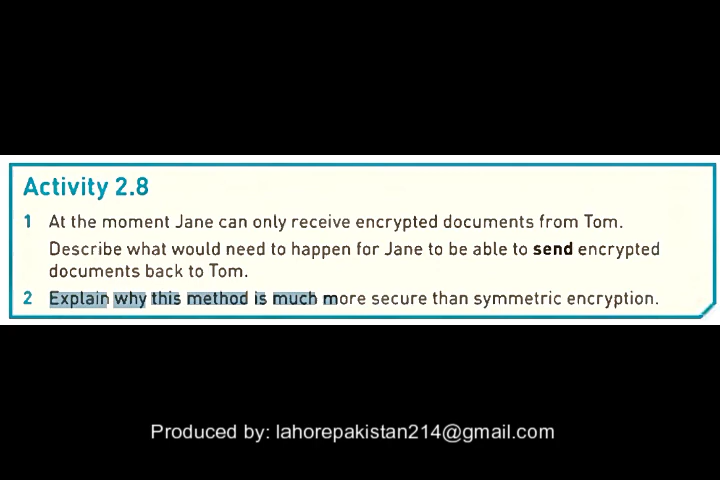 Activity 2.8
1 At the moment Jane can only receive encrypted documents from Tom.
Describe what would need to happen for Jane to be able to send encrypted
documents back to Tom.
2 Explain why this method is much more secure than symmetric encryption.
Produced by: lahorepakistan214@gmail.com